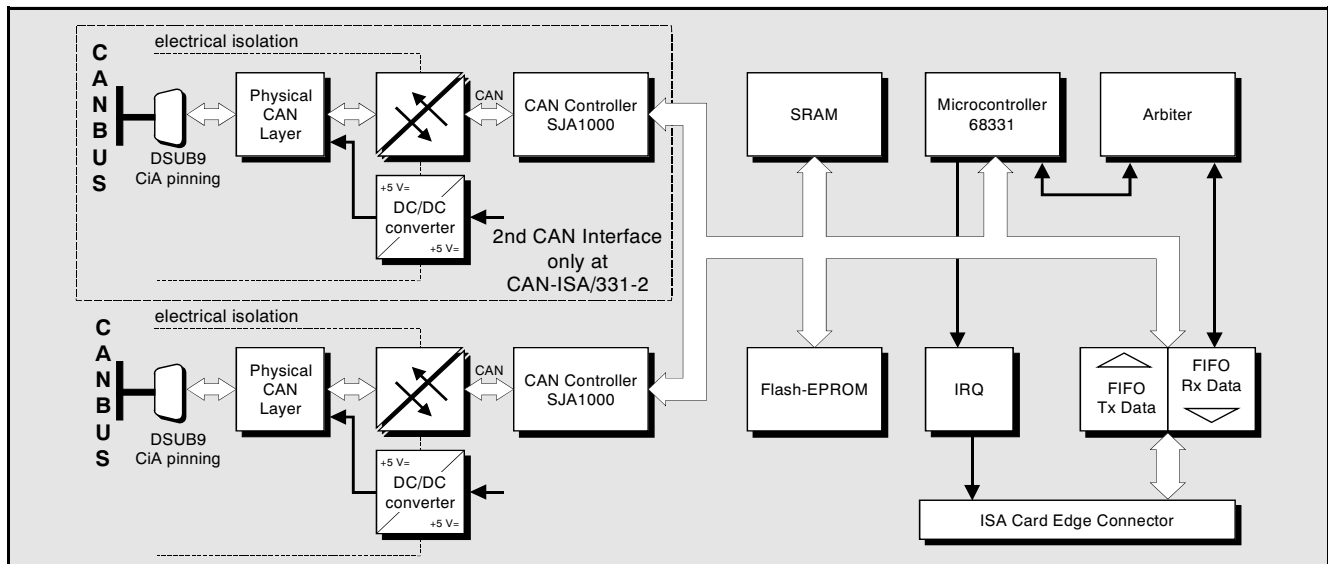 CANBUS
electrical isolation
DSUB9
CiA pinning
Physical
CAN
Layer
CAN
CAN Controller
SJA1000
+5 V=
DC/DC
converter
+5 V=
2nd CAN Interface
only at
CAN-ISA/331-2
SRAM
Microcontroller
68331
Arbiter
CANBUS
electrical isolation
DSUB9
CiA pinning
Physical
CAN
Layer
CAN
CAN Controller
SJA1000
+5 V=
DC/DC
converter
+5 V=
Flash-EPROM
IRQ
FIFO
Tx Data
FIFO
Rx Data
ISA Card Edge Connector